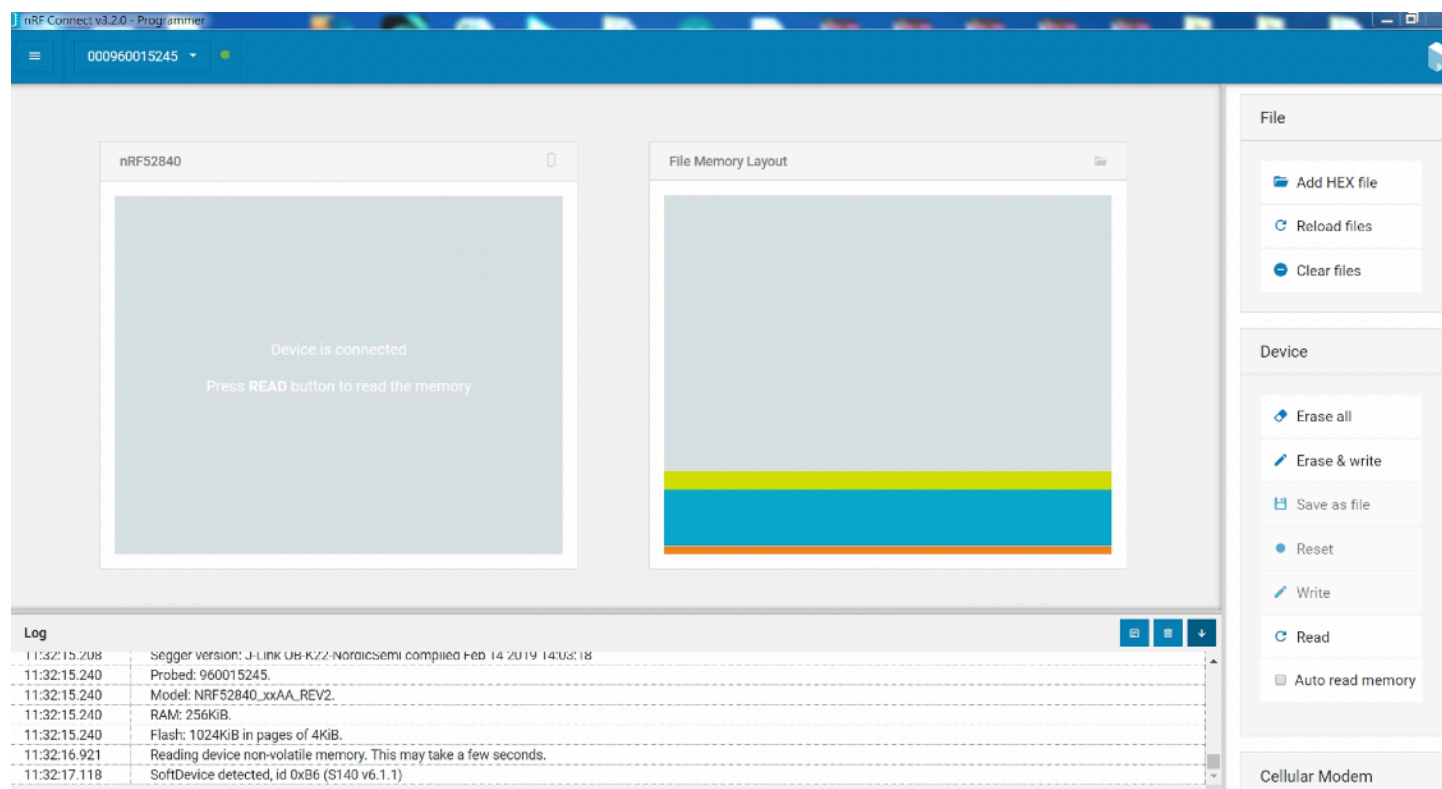 nRF Connect v3.2.0 - Programmer
000960015245
nRF52840
Device is connected
Press READ button to read the memory
File Memory Layout
File
Add HEX file
Reload files
Clear files
Device
Erase all
Erase & write
Save as file
Reset
Write
Read
Auto read memory
Cellular Modem
Log
11:32:15.208 Segger version: J-Link OB-K22-NordicSemi compiled Feb 14 2019 14:03:18
11:32:15.240 Probed: 960015245.
11:32:15.240 Model: NRF52840_xxAA_REV2.
11:32:15.240 RAM: 256KiB.
11:32:15.240 Flash: 1024KiB in pages of 4KiB.
11:32:16.921 Reading device non-volatile memory. This may take a few seconds.
11:32:17.118 SoftDevice detected, id 0xB6 (S140 v6.1.1)